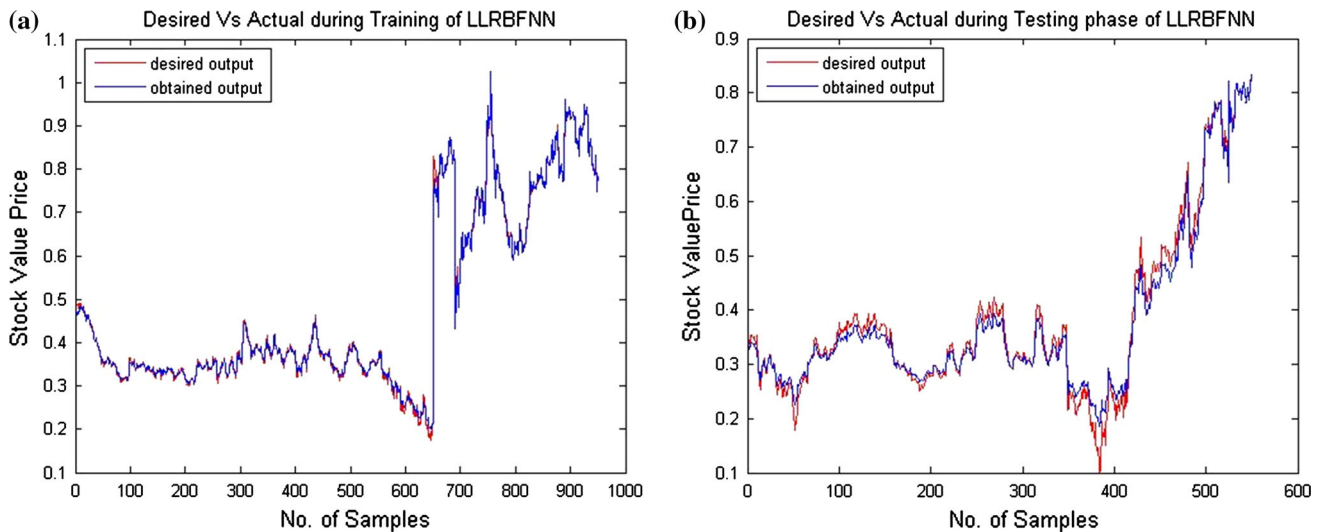 (a)
Desired Vs Actual during Training of LLRBFNN
1.1
1
0.9
0.8
0.7
0.6
0.5
0.4
0.3
0.2
0.1
desired output
obtained output
Stock Value Price
0 100 200 300 400 500 600 700 800 900 1000
No. of Samples
(b)
Desired Vs Actual during Testing phase of LLRBFNN
0.9
0.8
0.7
0.6
0.5
0.4
0.3
0.2
0.1
desired output
obtained output
Stock ValuePrice
0 100 200 300 400 500 600
No. of Samples